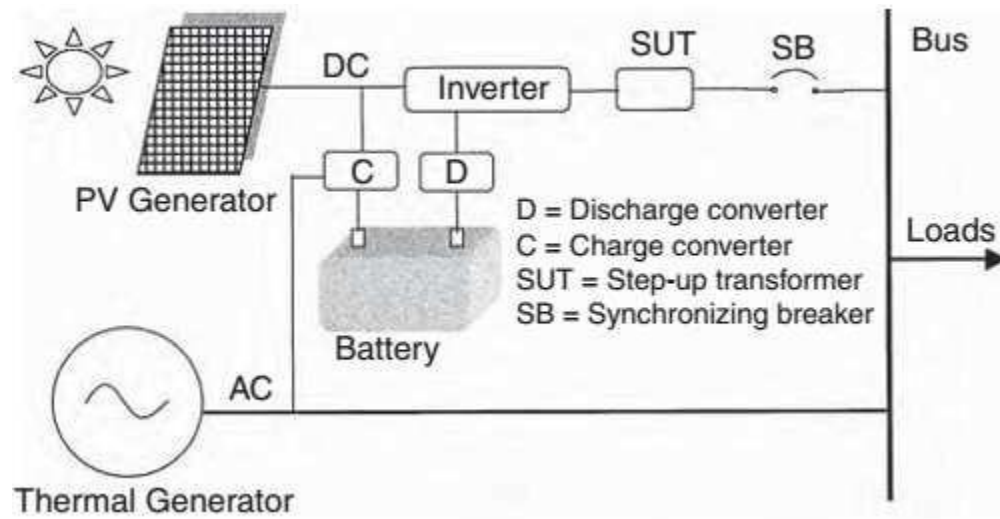 SUT
SB
Bus
DC
Inverter
C
D
PV Generator
D = Discharge converter
C = Charge converter
SUT = Step-up transformer
SB = Synchronizing breaker
Loads
Battery
AC
Thermal Generator